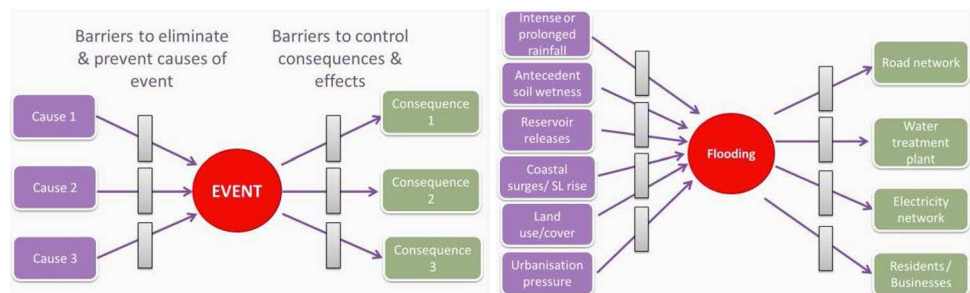 Barriers to eliminate
& prevent causes of
event
Barriers to control
consequences &
effects
Cause 1
Cause 2
Cause 3
EVENT
Consequence
1
Consequence
2
Consequence
3
Intense or
prolonged
rainfall
Antecedent
soil wetness
Reservoir
releases
Coastal
surges/ SL rise
Land
use/cover
Urbanisation
pressure
Flooding
Road network
Water
treatment
plant
Electricity
network
Residents /
Businesses